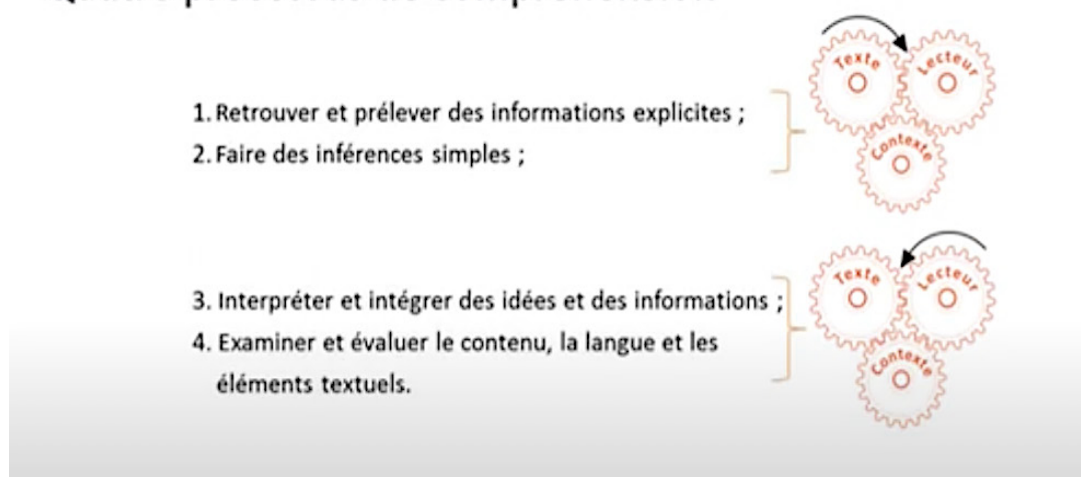 1. Retrouver et prélever des informations explicites ;
2. Faire des inférences simples ;
Texte
Lecteur
Contexte
3. Interpréter et intégrer des idées et des informations ;
4. Examiner et évaluer le contenu, la langue et les
éléments textuels.
Texte
Lecteur
Contexte